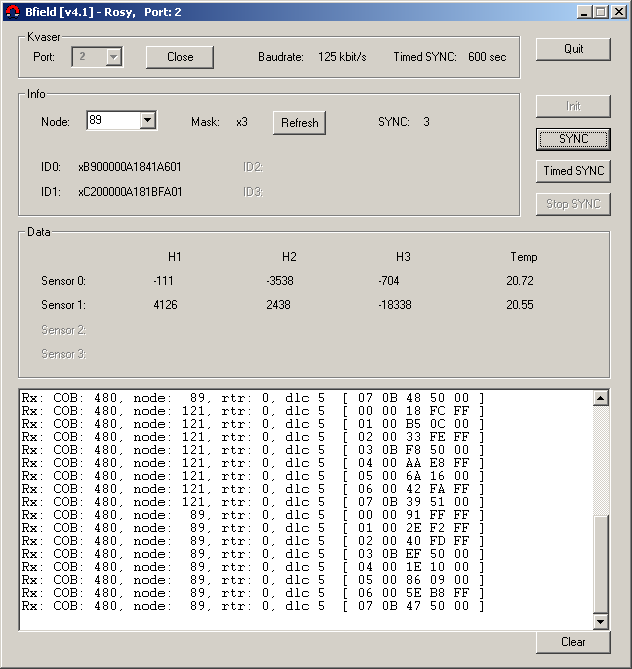 Bfield [v4.1] - Rosy, Port: 2
Kvaser
Port: 2 Close Baudrate: 125 kbit/s Timed SYNC: 600 sec Quit
Info
Node: 89 Mask: x3 Refresh SYNC: 3 Init
SYNC
ID0: xB900000A1841A601 ID2: Timed SYNC
ID1: xC200000A181BFA01 ID3: Stop SYNC
Data
H1 H2 H3 Temp
Sensor 0: -111 -3538 -704 20.72
Sensor 1: 4126 2438 -18338 20.55
Sensor 2:
Sensor 3:
Rx: COB: 480, node: 89, rtr: 0, dlc 5 [ 07 0B 48 50 00 ]
Rx: COB: 480, node: 121, rtr: 0, dlc 5 [ 00 00 18 FC FF ]
Rx: COB: 480, node: 121, rtr: 0, dlc 5 [ 01 00 B5 0C 00 ]
Rx: COB: 480, node: 121, rtr: 0, dlc 5 [ 02 00 33 FE FF ]
Rx: COB: 480, node: 121, rtr: 0, dlc 5 [ 03 0B F8 50 00 ]
Rx: COB: 480, node: 121, rtr: 0, dlc 5 [ 04 00 AA E8 FF ]
Rx: COB: 480, node: 121, rtr: 0, dlc 5 [ 05 00 6A 16 00 ]
Rx: COB: 480, node: 121, rtr: 0, dlc 5 [ 06 00 42 FA FF ]
Rx: COB: 480, node: 121, rtr: 0, dlc 5 [ 07 0B 39 51 00 ]
Rx: COB: 480, node: 89, rtr: 0, dlc 5 [ 00 00 91 FF FF ]
Rx: COB: 480, node: 89, rtr: 0, dlc 5 [ 01 00 2E F2 FF ]
Rx: COB: 480, node: 89, rtr: 0, dlc 5 [ 02 00 40 FD FF ]
Rx: COB: 480, node: 89, rtr: 0, dlc 5 [ 03 0B EF 50 00 ]
Rx: COB: 480, node: 89, rtr: 0, dlc 5 [ 04 00 1E 10 00 ]
Rx: COB: 480, node: 89, rtr: 0, dlc 5 [ 05 00 86 09 00 ]
Rx: COB: 480, node: 89, rtr: 0, dlc 5 [ 06 00 5E B8 FF ]
Rx: COB: 480, node: 89, rtr: 0, dlc 5 [ 07 0B 47 50 00 ]
Clear